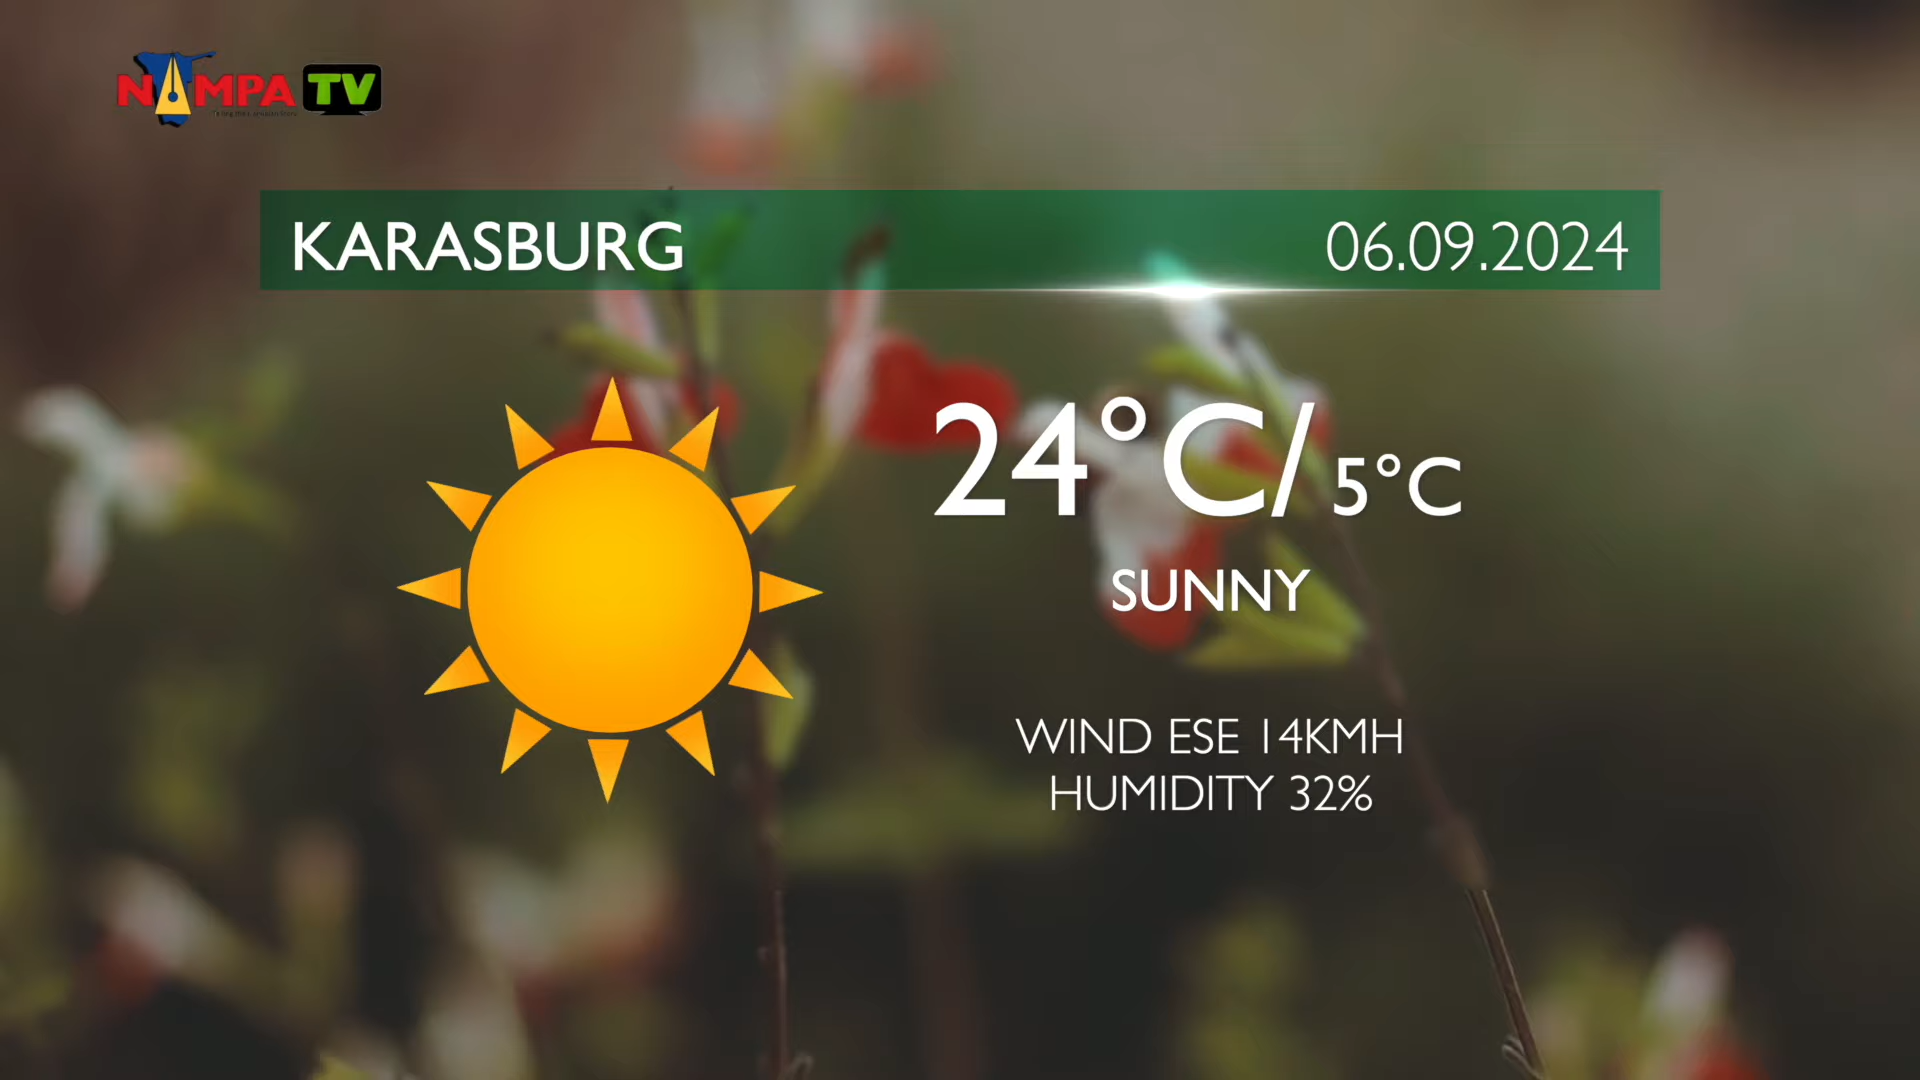 NAMPA TV
KARASBURG
06.09.2024
24°C/5°C
SUNNY
WIND ESE 14KMH
HUMIDITY 32%